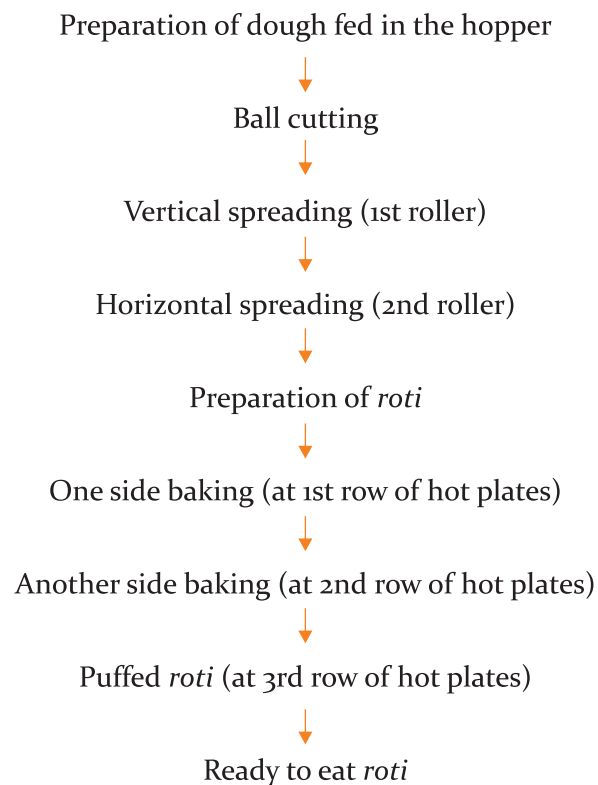 Preparation of dough fed in the hopper
Ball cutting
Vertical spreading (1st roller)
Horizontal spreading (2nd roller)
Preparation of roti
One side baking (at 1st row of hot plates)
Another side baking (at 2nd row of hot plates)
Puffed roti (at 3rd row of hot plates)
Ready to eat roti